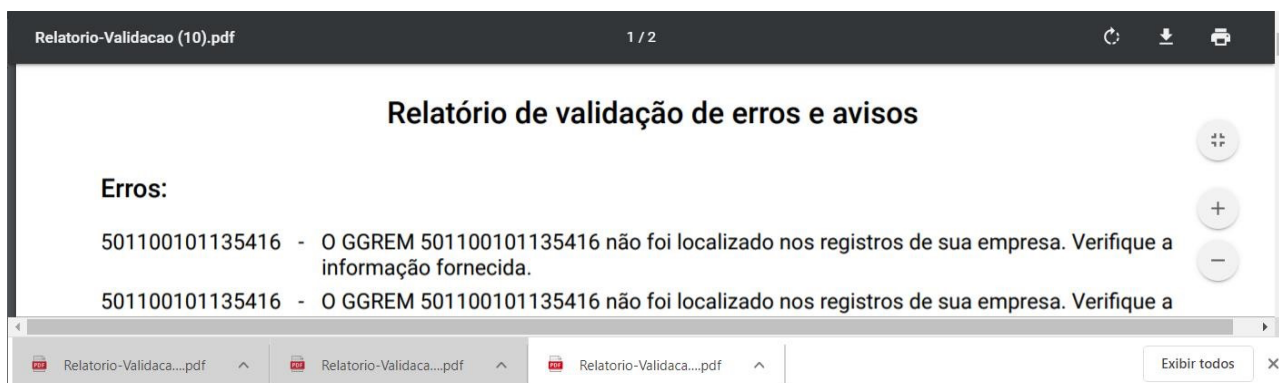 Relatorio-Validacao (10).pdf
1 / 2
Relatório de validação de erros e avisos
Erros:
501100101135416 - O GGREM 501100101135416 não foi localizado nos registros de sua empresa. Verifique a
informação fornecida.
501100101135416 - O GGREM 501100101135416 não foi localizado nos registros de sua empresa. Verifique a
Relatorio-Validaca....pdf
Relatorio-Validaca....pdf
Relatorio-Validaca....pdf
Exibir todos